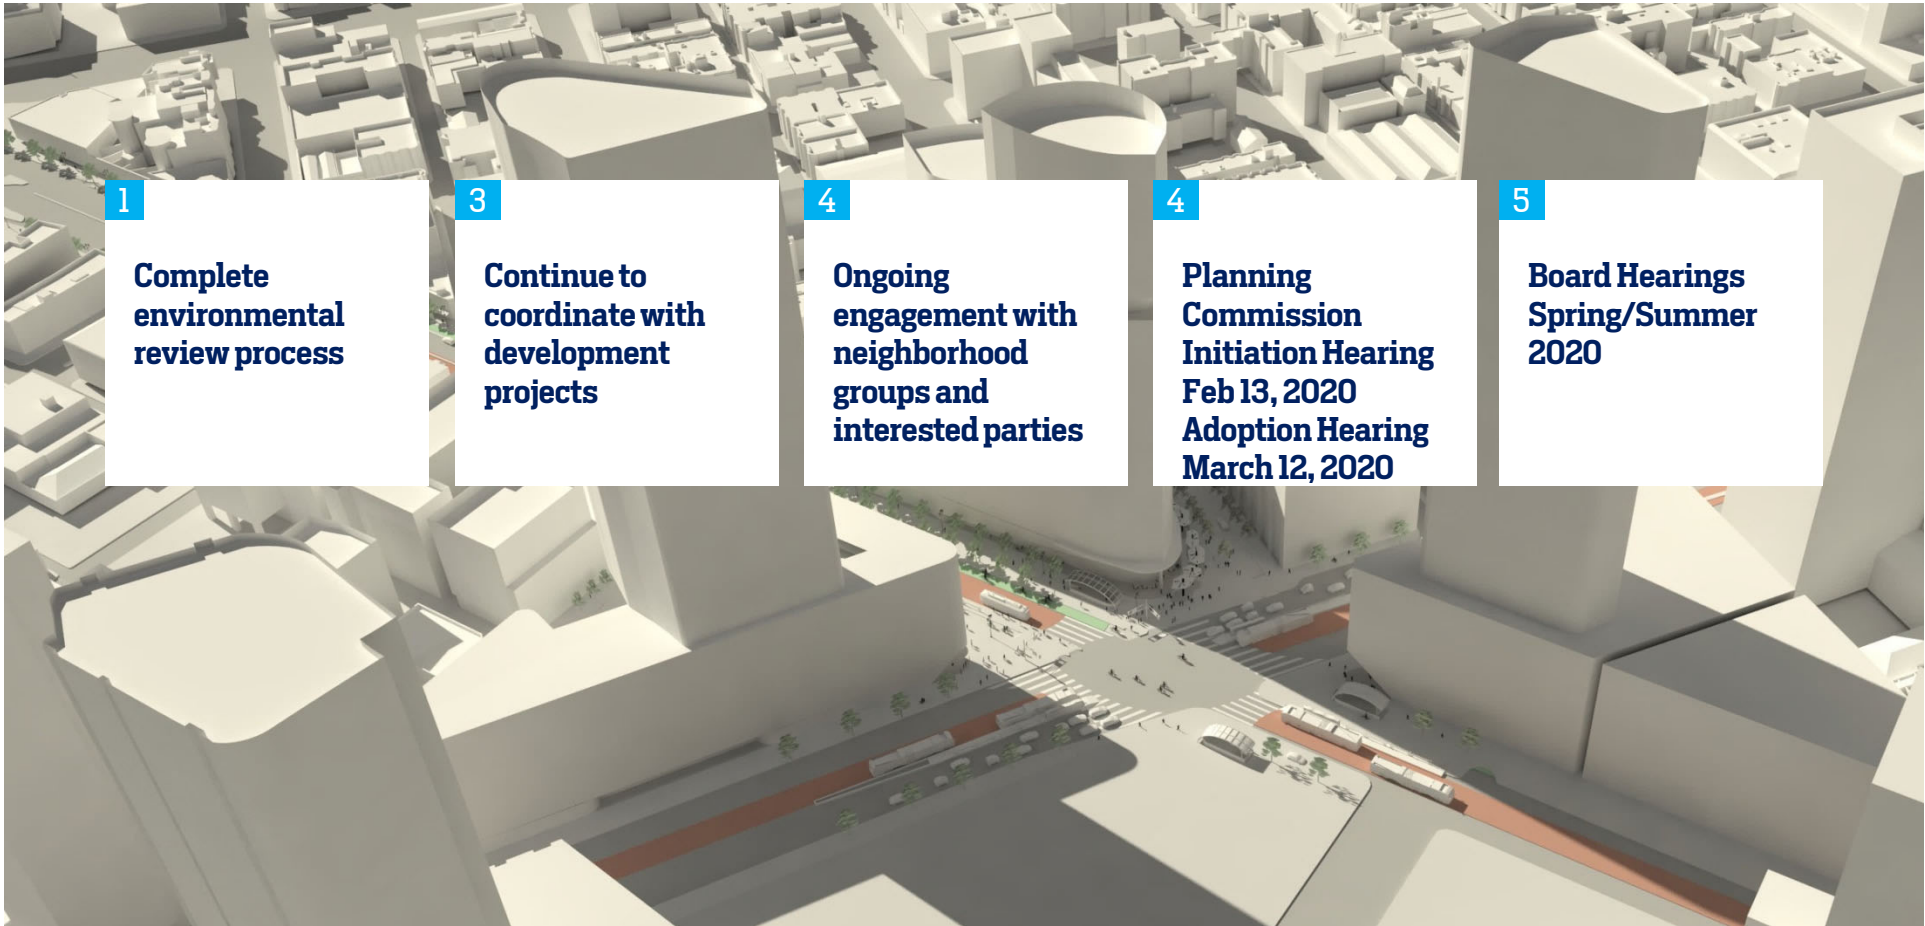 1
Complete
environmental
review process
3
Continue to
coordinate with
development
projects
4
Ongoing
engagement with
neighborhood
groups and
interested parties
4
Planning
Commission
Initiation Hearing
Feb 13, 2020
Adoption Hearing
March 12, 2020
5
Board Hearings
Spring/Summer
2020